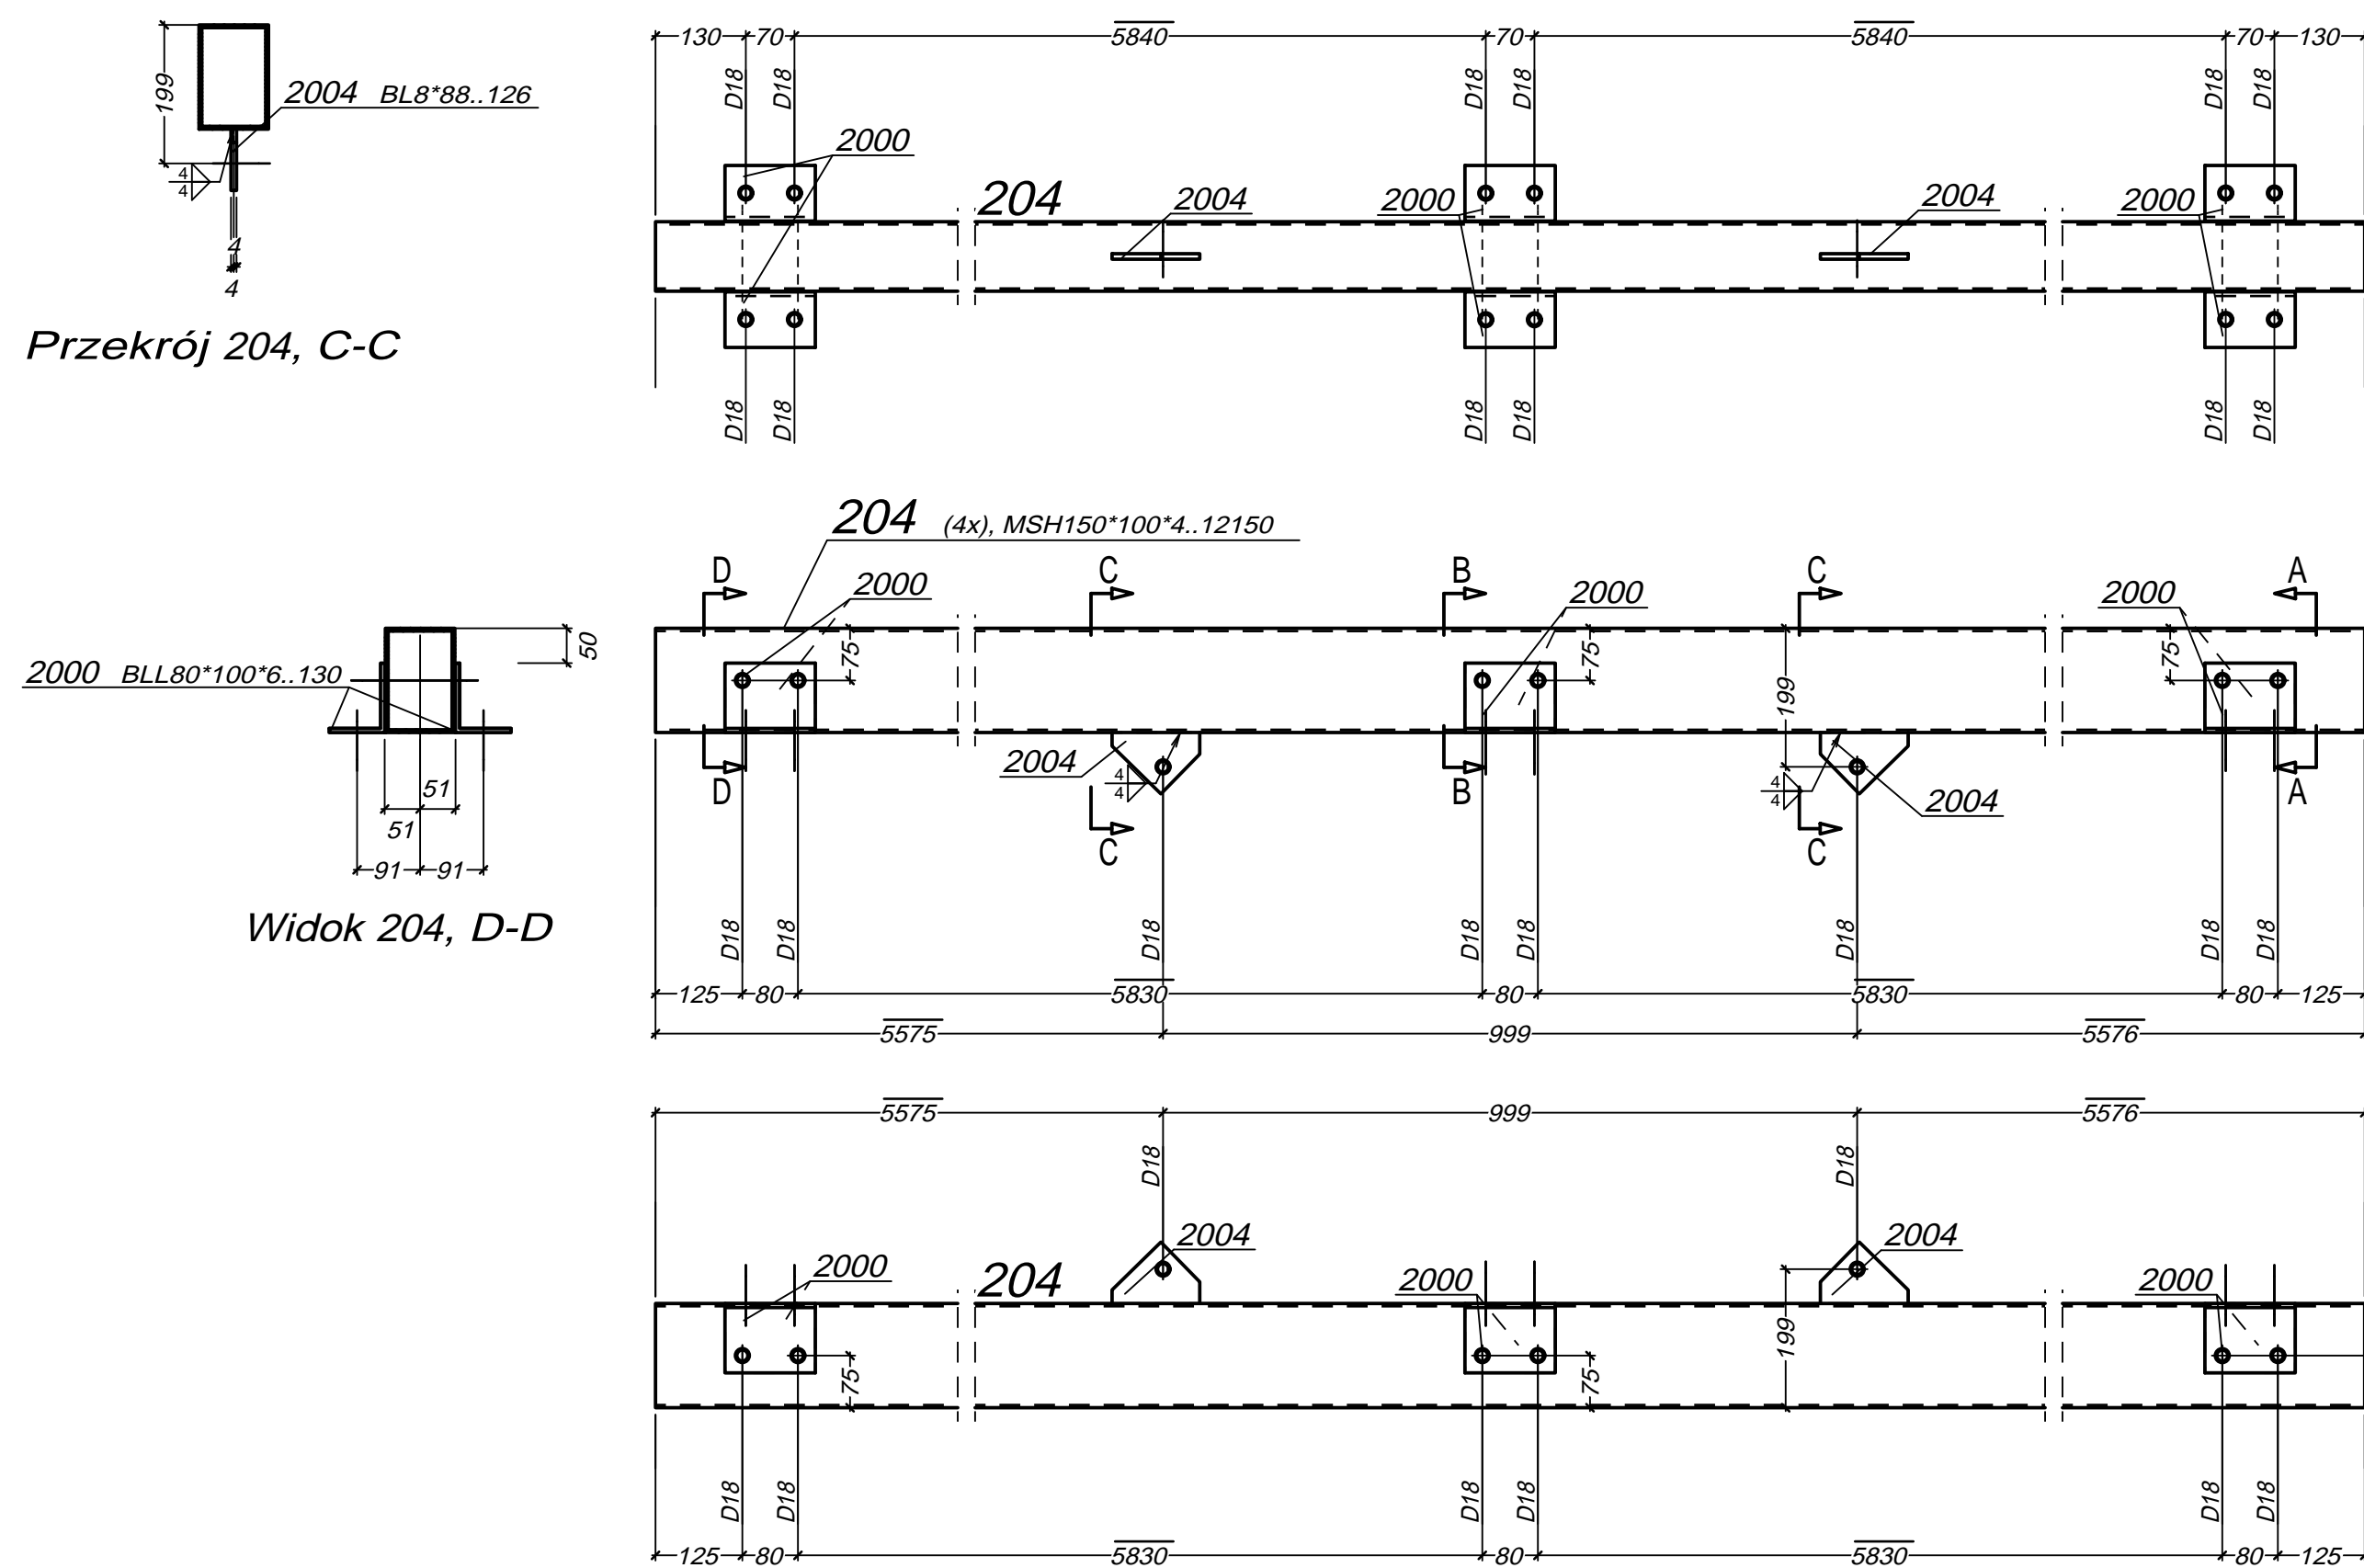 130 70 5840 70 5840 70 130
199
D18 D18 D18 D18 D18 D18
2004 BL8*88..126
2000
4
4
204 2004 2000 2004 2000
4
4
Przekrój 204, C-C
D18 D18 D18 D18 D18 D18
204 (4x), MSH150*100*4..12150
D C B C A
2000 2000 2000
50
75 75 75
2000 BLL80*100*6..130
199
2004
4
4
4
4
51
D B 2004 A
51
C C
91 91
Widok 204, D-D
D18 D18 D18 D18 D18 D18 D18 D18
125 80 5830 80 5830 80 125
5575 999 5576
5575 999 5576
D18 D18
2004 2004
2000 204 2000 2000
199
75 75
D18 D18 D18 D18 D18 D18
125 80 5830 80 5830 80 125